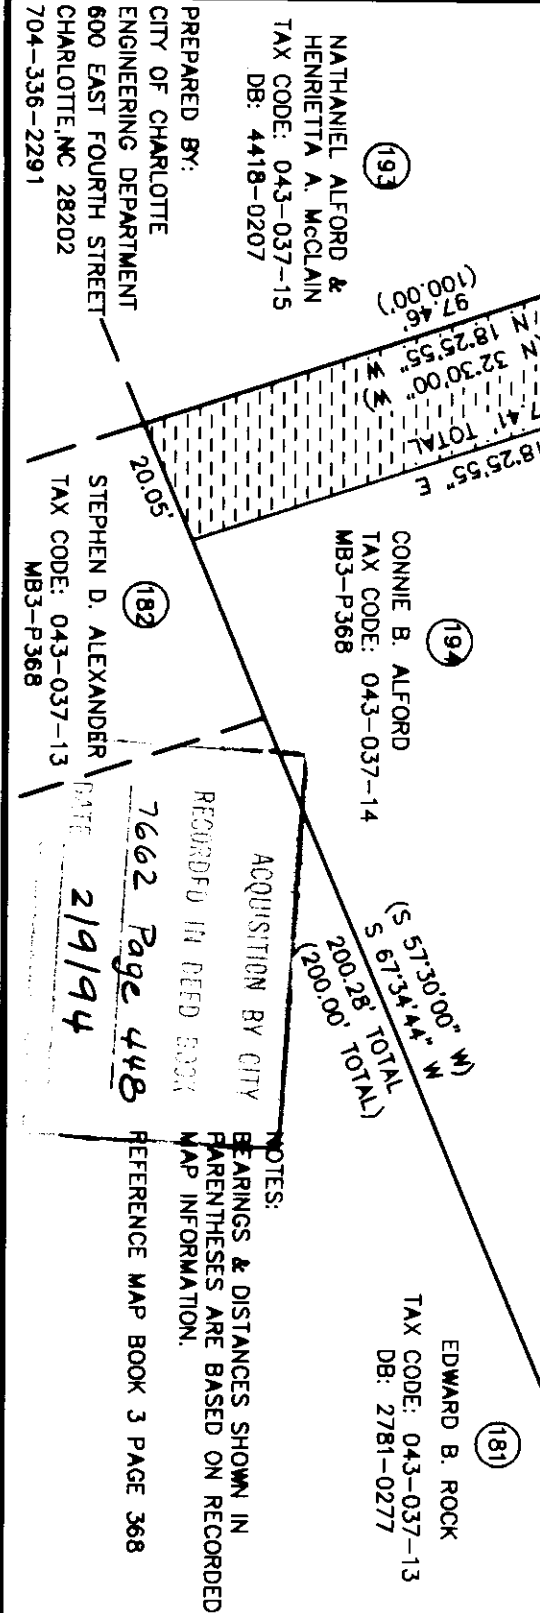 193
NATHANIEL ALFORD &
HENRIETTA A. McCLAIN
TAX CODE: 043-037-15
DB: 4418-0207
PREPARED BY:
CITY OF CHARLOTTE
ENGINEERING DEPARTMENT
600 EAST FOURTH STREET
CHARLOTTE,NC 28202
704-336-2291
(100.00')
97.46'
N 18°25'55" W
N 32°30'00" W)
7.41' TOTAL
18°25'55" E
20.05'
194
CONNIE B. ALFORD
TAX CODE: 043-037-14
MB3-P368
182
STEPHEN D. ALEXANDER
TAX CODE: 043-037-13
MB3-P368
(S 57°30'00" W)
S 67°34'44" W
200.28' TOTAL
(200.00' TOTAL)
ACQUISITION BY CITY
RECORDED IN DEED BOOK
7662 Page 448
DATE 2/9/94
181
EDWARD B. ROCK
TAX CODE: 043-037-13
DB: 2781-0277
NOTES:
BEARINGS & DISTANCES SHOWN IN
PARENTHESES ARE BASED ON RECORDED
MAP INFORMATION.
REFERENCE MAP BOOK 3 PAGE 368